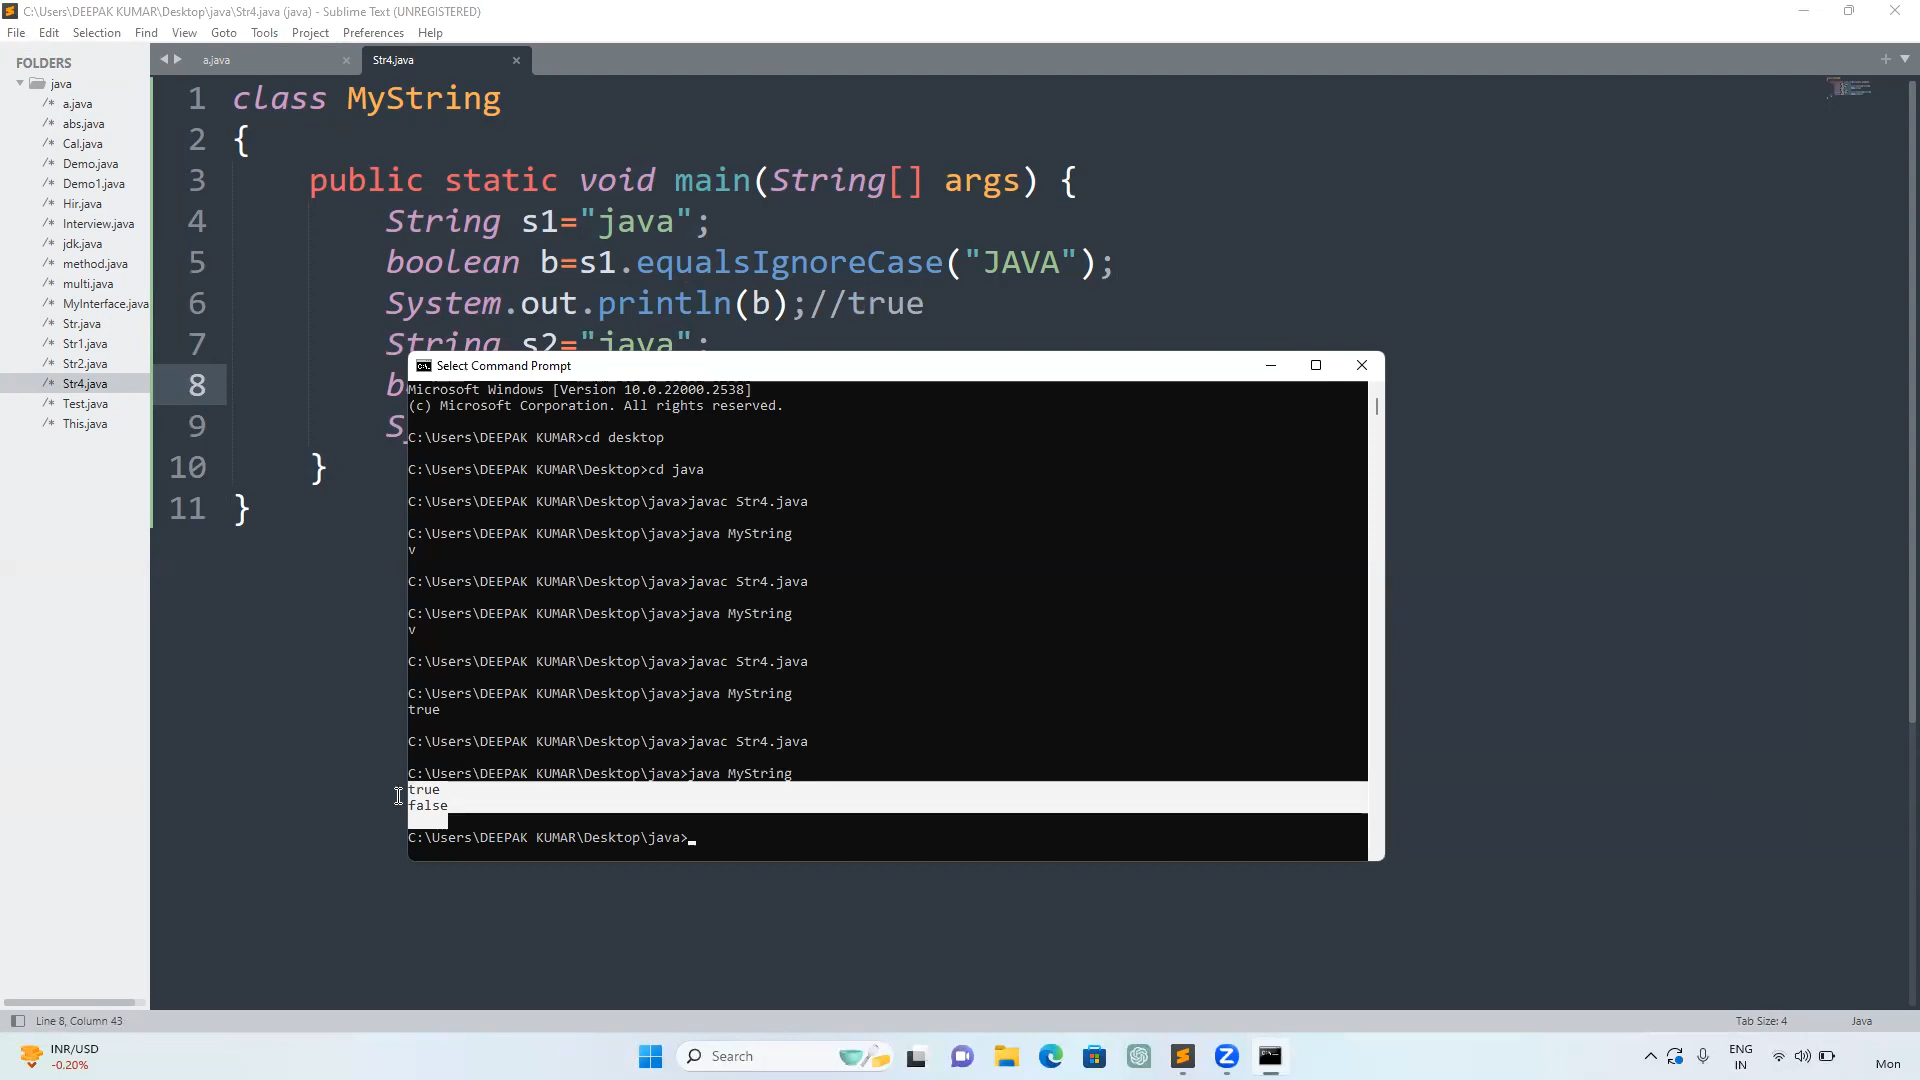 C:\Users\DEEPAK KUMAR\Desktop\java\Str4.java (java) - Sublime Text (UNREGISTERED)
File Edit Selection Find View Goto Tools Project Preferences Help
FOLDERS
java
/* a.java
/* abs.java
/* Cal.java
/* Demo.java
/* Demo1.java
/* Hir.java
/* Interview.java
/* jdk.java
/* method.java
/* multi.java
/* MyInterface.java
/* Str.java
/* Str1.java
/* Str2.java
/* Str4.java
/* Test.java
/* This.java
a.java Str4.java
1 class MyString
2 {
3 public static void main(String[] args) {
4 String s1="java";
5 boolean b=s1.equalsIgnoreCase("JAVA");
6 System.out.println(b);//true
7 String s2="java";
8 b
9 Sy
10 }
11 }
Select Command Prompt
Microsoft Windows [Version 10.0.22000.2538]
(c) Microsoft Corporation. All rights reserved.
C:\Users\DEEPAK KUMAR>cd desktop
C:\Users\DEEPAK KUMAR\Desktop>cd java
C:\Users\DEEPAK KUMAR\Desktop\java>javac Str4.java
C:\Users\DEEPAK KUMAR\Desktop\java>java MyString
v
C:\Users\DEEPAK KUMAR\Desktop\java>javac Str4.java
C:\Users\DEEPAK KUMAR\Desktop\java>java MyString
v
C:\Users\DEEPAK KUMAR\Desktop\java>javac Str4.java
C:\Users\DEEPAK KUMAR\Desktop\java>java MyString
true
C:\Users\DEEPAK KUMAR\Desktop\java>javac Str4.java
C:\Users\DEEPAK KUMAR\Desktop\java>java MyString
true
false
C:\Users\DEEPAK KUMAR\Desktop\java>
Line 8, Column 43
Tab Size: 4 Java
INR/USD
-0.20%
Search
ENG
IN
Mon